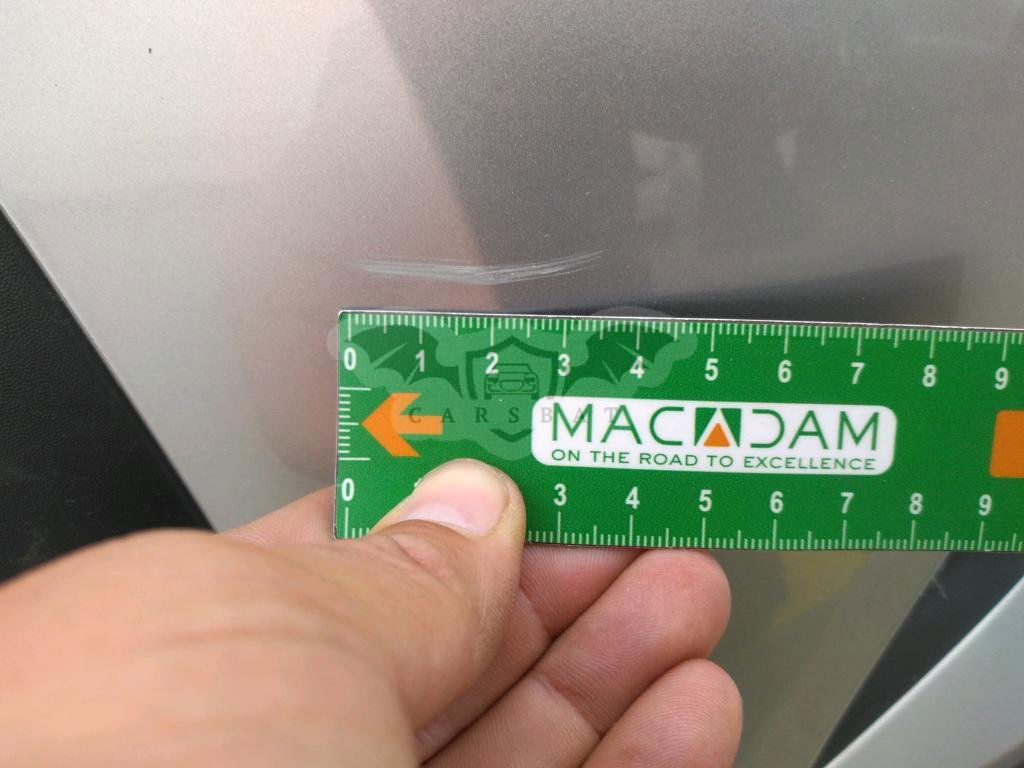 0 1 2 3 4 5 6 7 8 9
CARSBAT
MACADAM
ON THE ROAD TO EXCELLENCE
0 3 4 5 6 7 8 9